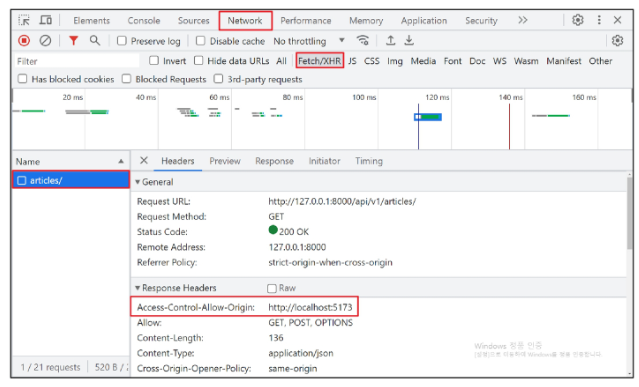 Elements Console Sources Network Performance Memory Application Security
Preserve log Disable cache No throttling
Filter Invert Hide data URLs All Fetch/XHR JS CSS Img Media Font Doc WS Wasm Manifest Other
Has blocked cookies Blocked Requests 3rd-party requests
20 ms 40 ms 60 ms 80 ms 100 ms 120 ms 140 ms 160 ms
Name Headers Preview Response Initiator Timing
articles/
General
Request URL: http://127.0.0.1:8000/api/v1/articles/
Request Method: GET
Status Code: 200 OK
Remote Address: 127.0.0.1:8000
Referrer Policy: strict-origin-when-cross-origin
Response Headers Raw
Access-Control-Allow-Origin: http://localhost:5173
Allow: GET, POST, OPTIONS
Content-Length: 136
Content-Type: application/json
Cross-Origin-Opener-Policy: same-origin
1 / 21 requests 520 B /
Windows 정품 인증